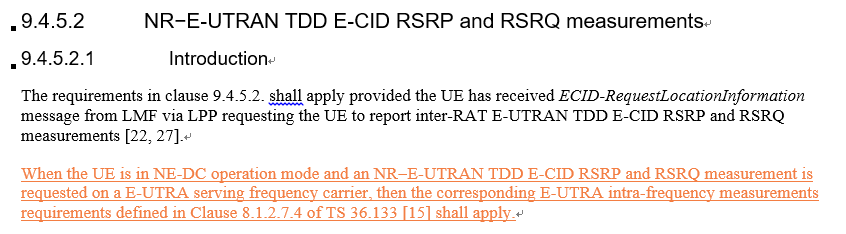 9.4.5.2 NR−E-UTRAN TDD E-CID RSRP and RSRQ measurements
9.4.5.2.1 Introduction
The requirements in clause 9.4.5.2. shall apply provided the UE has received ECID-RequestLocationInformation
message from LMF via LPP requesting the UE to report inter-RAT E-UTRAN TDD E-CID RSRP and RSRQ
measurements [22, 27].
When the UE is in NE-DC operation mode and an NR−E-UTRAN TDD E-CID RSRP and RSRQ measurement is
requested on a E-UTRA serving frequency carrier, then the corresponding E-UTRA intra-frequency measurements
requirements defined in Clause 8.1.2.7.4 of TS 36.133 [15] shall apply.